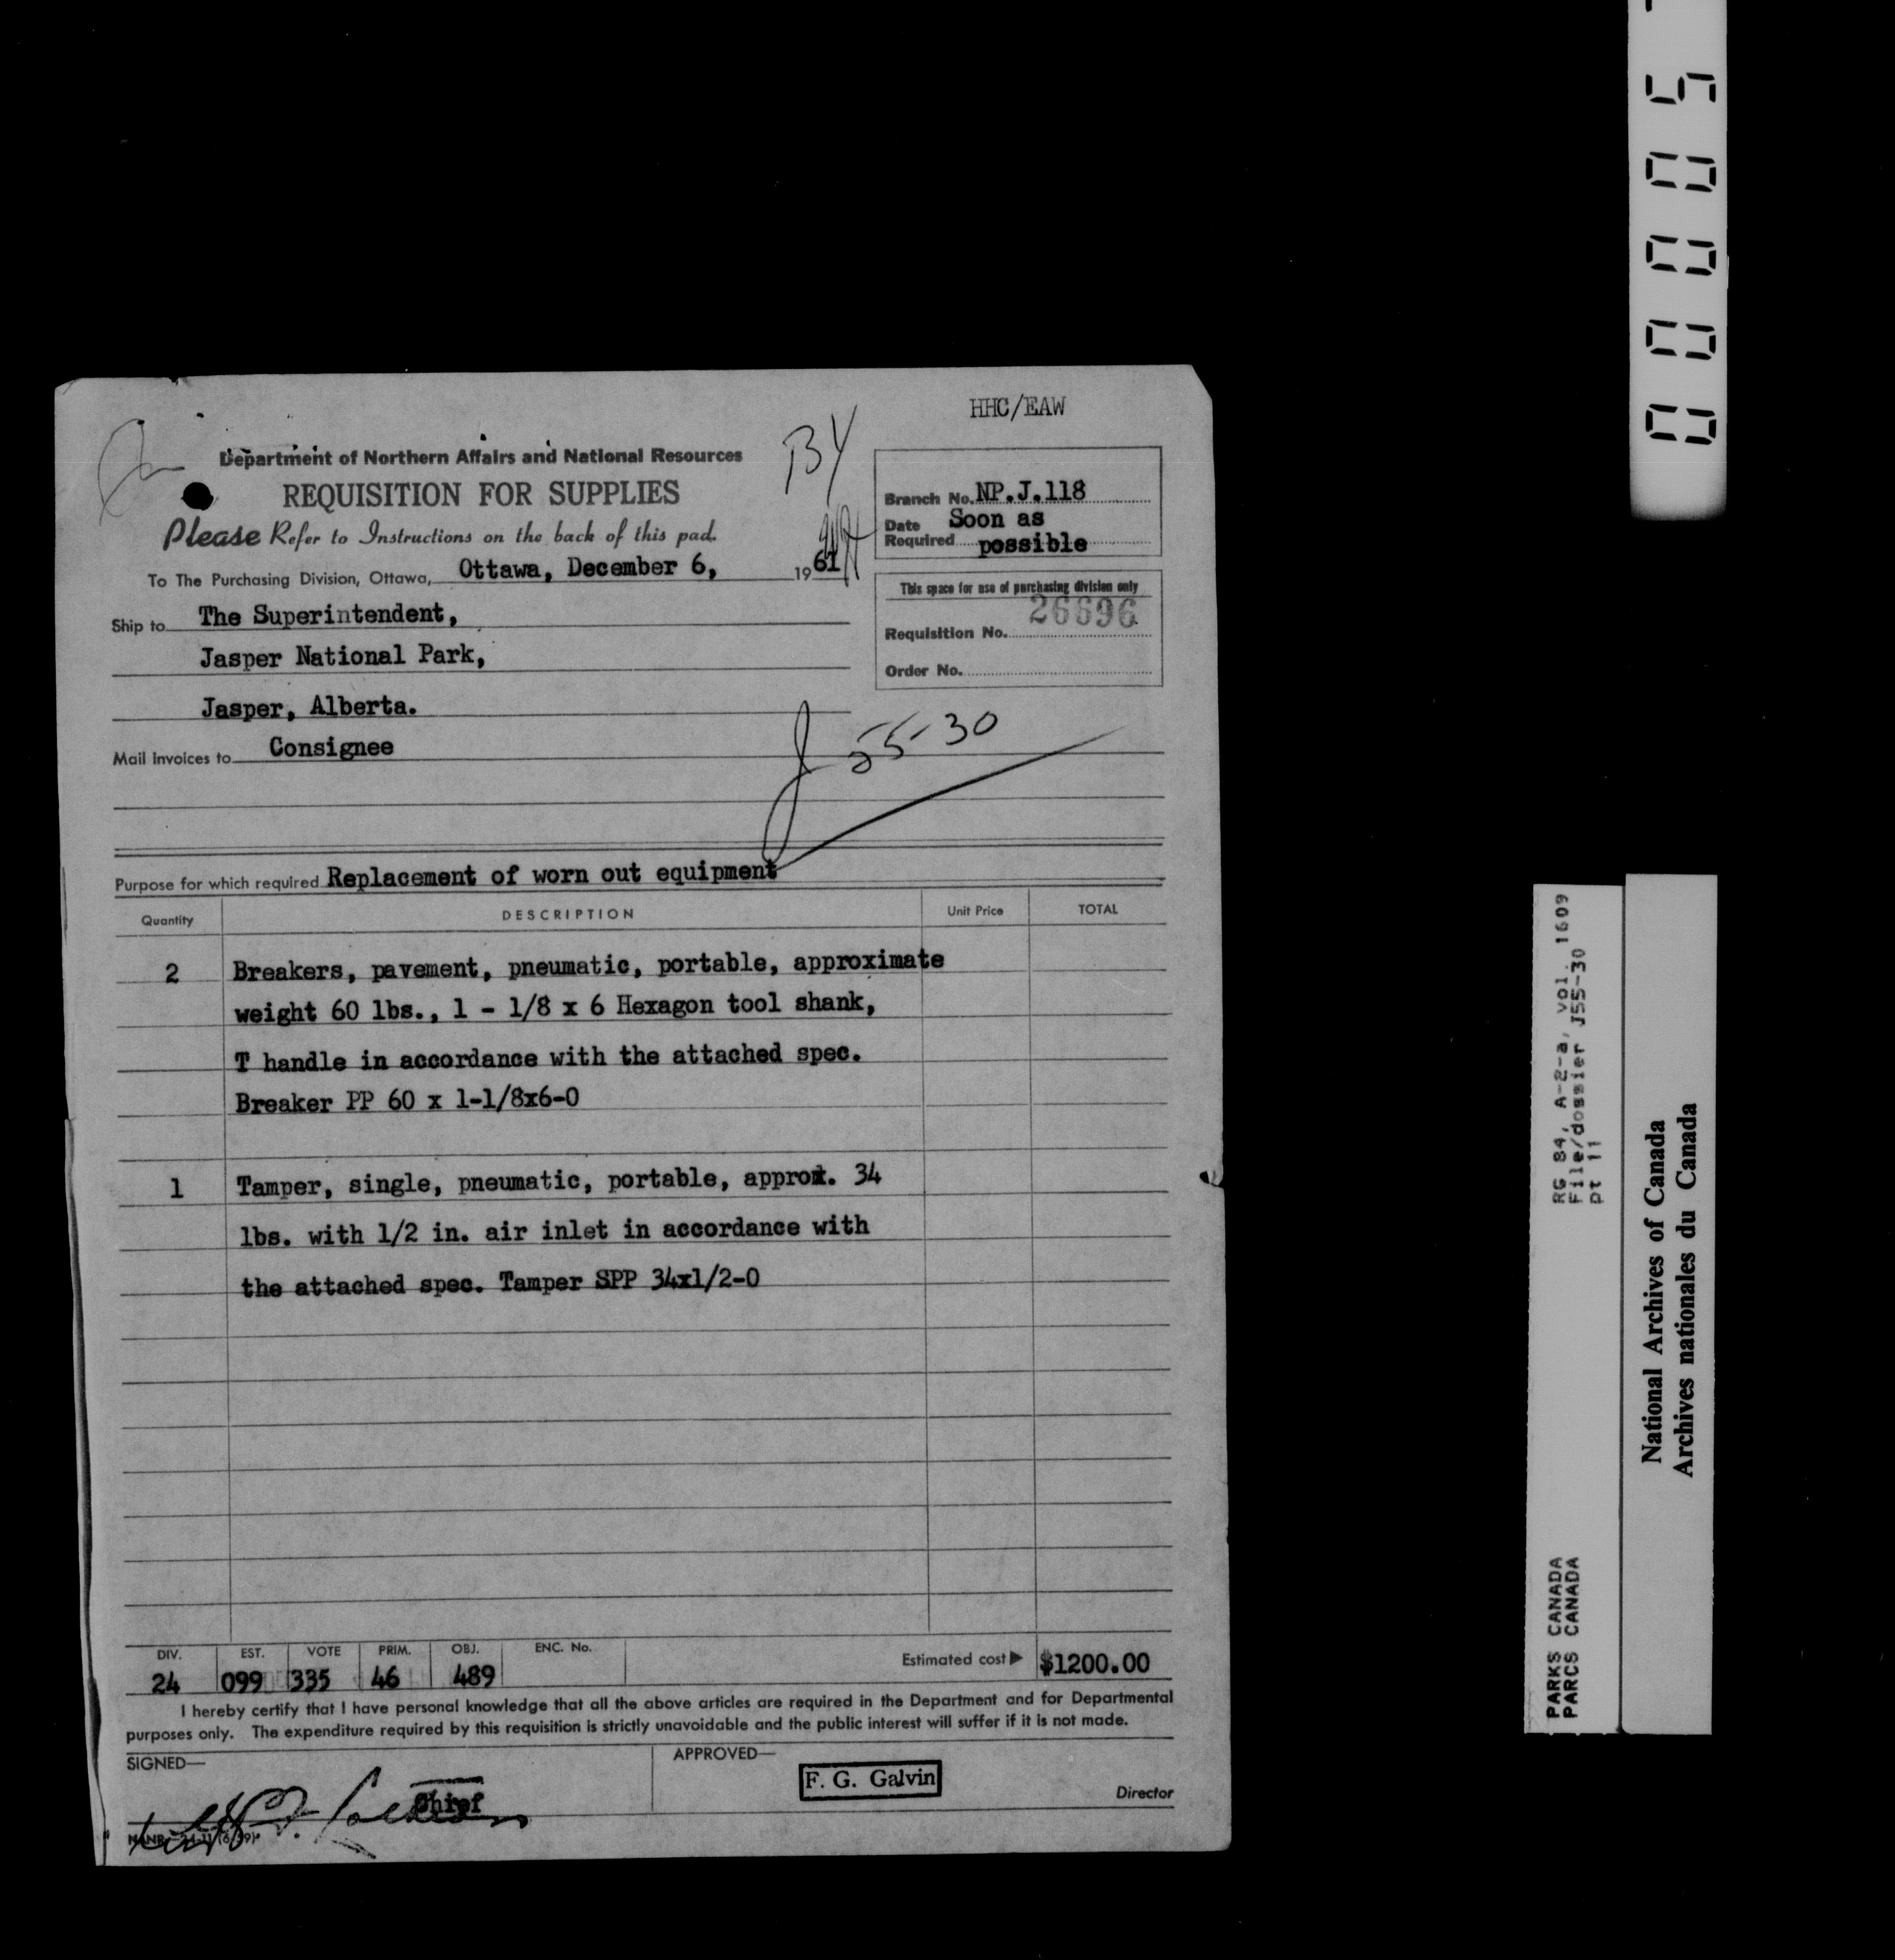 HHC/EAW
BY
Department of Northern Affairs and National Resources
REQUISITION FOR SUPPLIES
Please Refer to Instructions on the back of this pad.
Branch No. NP.J.118
Date Required Soon as
possible
To The Purchasing Division, Ottawa, Ottawa, December 6, 1961
This space for use of purchasing division only
Requisition No. 26696
Order No.
Ship to The Superintendent,
Jasper National Park,
Jasper, Alberta.
Mail Invoices to Consignee
J 55-30
Purpose for which required Replacement of worn out equipment
Quantity DESCRIPTION Unit Price TOTAL
2 Breakers, pavement, pneumatic, portable, approximate
weight 60 lbs., 1 - 1/8 x 6 Hexagon tool shank,
T handle in accordance with the attached spec.
Breaker PP 60 x 1-1/8x6-0
1 Tamper, single, pneumatic, portable, approx. 34
lbs. with 1/2 in. air inlet in accordance with
the attached spec. Tamper SPP 34x1/2-0
DIV. EST. VOTE PRIM. OBJ. ENC. No.
24 099 335 46 489
Estimated cost $1200.00
I hereby certify that I have personal knowledge that all the above articles are required in the Department and for Departmental
purposes only. The expenditure required by this requisition is strictly unavoidable and the public interest will suffer if it is not made.
SIGNED—
Chief
APPROVED—
F. G. Galvin
Director
00005
RG 84, A-2-a, vol. 1609
File/dossier J55-30
pt 11
PARKS CANADA
PARCS CANADA
National Archives of Canada
Archives nationales du Canada